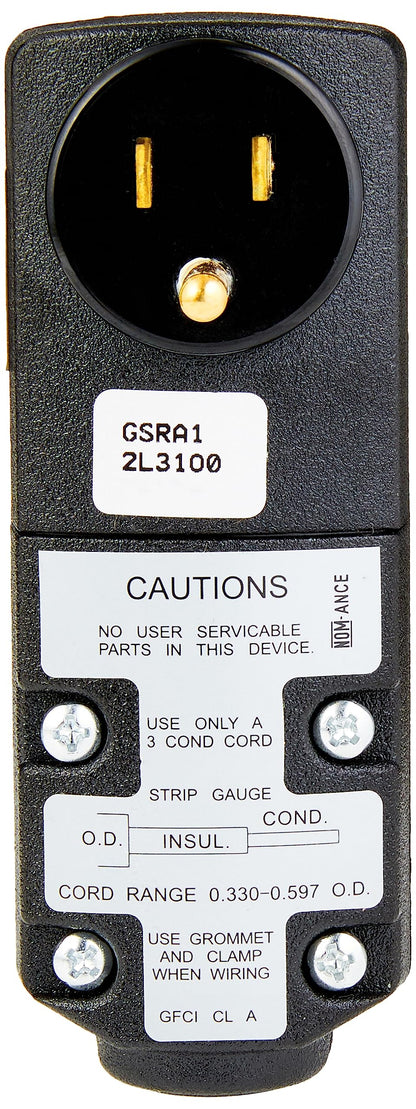 GSRA1
2L3100
CAUTIONS
NO USER SERVICABLE
PARTS IN THIS DEVICE.
NOM-ANCE
USE ONLY A
3 COND CORD
STRIP GAUGE
COND.
O.D.
INSUL.
CORD RANGE 0.330-0.597 O.D.
USE GROMMET
AND CLAMP
WHEN WIRING
GFCI CL A